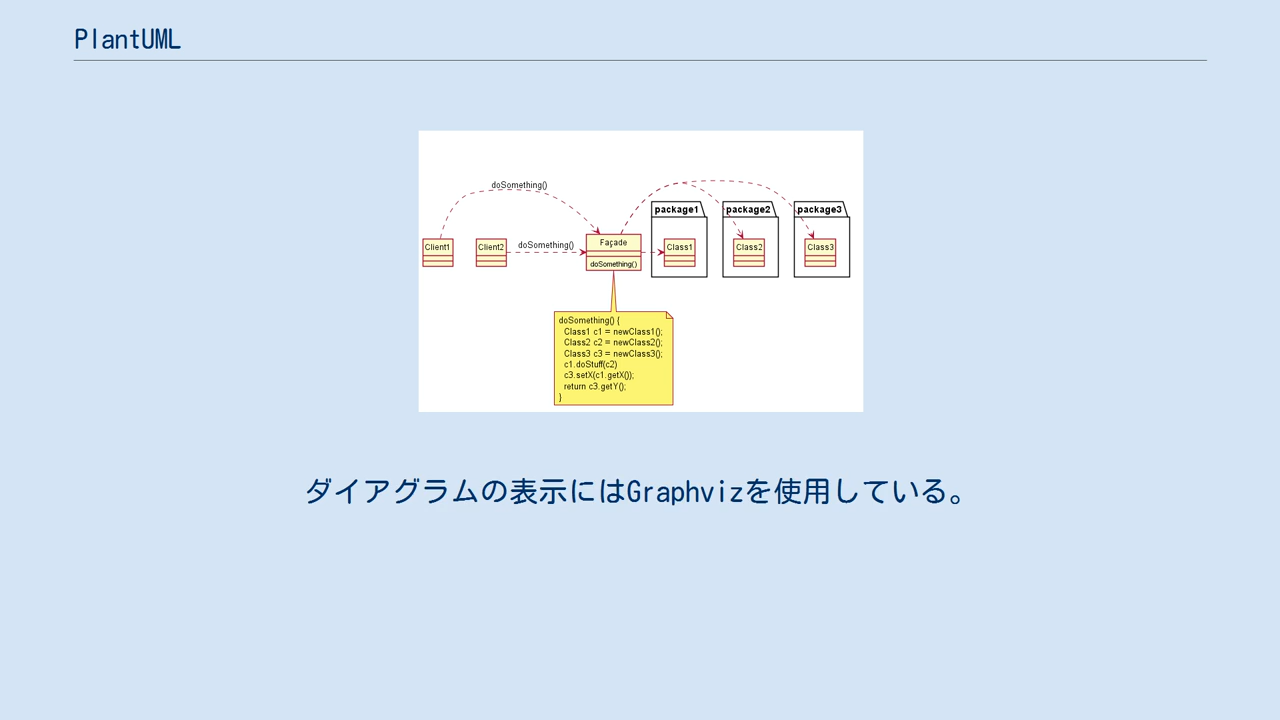 PlantUML
doSomething()
package1 package2 package3
Client1 Client2 doSomething() Façade Class1 Class2 Class3
doSomething()
doSomething() {
Class1 c1 = newClass1();
Class2 c2 = newClass2();
Class3 c3 = newClass3();
c1.doStuff(c2)
c3.setX(c1.getX());
return c3.getY();
}
ダイアグラムの表示にはGraphvizを使用している。